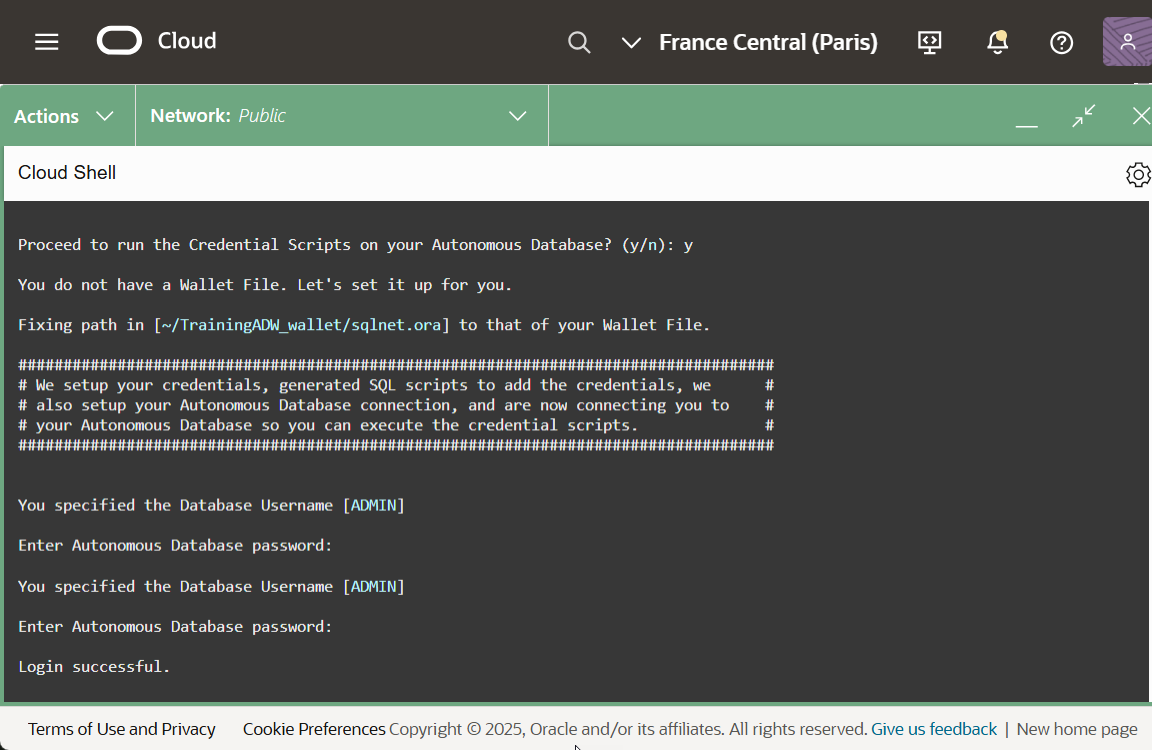 Cloud
France Central (Paris)
Actions
Network: Public
Cloud Shell
Proceed to run the Credential Scripts on your Autonomous Database? (y/n): y
You do not have a Wallet File. Let's set it up for you.
Fixing path in [~/TrainingADW_wallet/sqlnet.ora] to that of your Wallet File.
####################################################################################
# We setup your credentials, generated SQL scripts to add the credentials, we      #
# also setup your Autonomous Database connection, and are now connecting you to    #
# your Autonomous Database so you can execute the credential scripts.              #
####################################################################################
You specified the Database Username [ADMIN]
Enter Autonomous Database password:
You specified the Database Username [ADMIN]
Enter Autonomous Database password:
Login successful.
Terms of Use and Privacy Cookie Preferences Copyright © 2025, Oracle and/or its affiliates. All rights reserved. Give us feedback | New home page